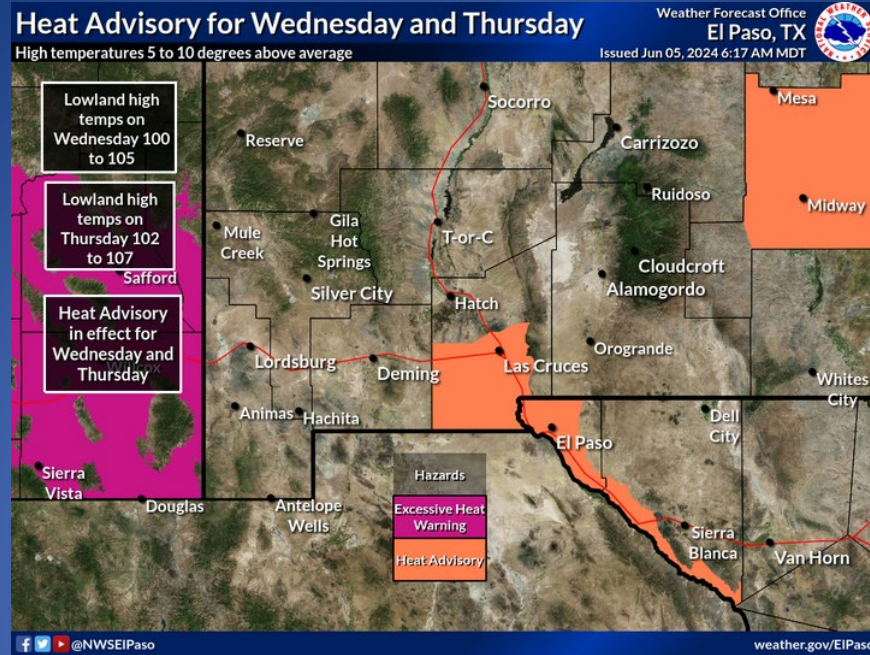 Heat Advisory for Wednesday and Thursday
High temperatures 5 to 10 degrees above average
Weather Forecast Office
El Paso, TX
Issued Jun 05, 2024 6:17 AM MDT
NATIONAL WEATHER SERVICE
Lowland high
temps on
Wednesday 100
to 105
Lowland high
temps on
Thursday 102
to 107
Heat Advisory
in effect for
Wednesday and
Thursday
Socorro
Mesa
Reserve
Carrizozo
Ruidoso
Midway
Mule
Creek
Gila
Hot
Springs
T-or-C
Safford
Cloudcroft
Silver City
Alamogordo
Hatch
Willcox
Lordsburg
Deming
Las Cruces
Orogrande
Whites
City
Animas
Hachita
Dell
City
El Paso
Sierra
Vista
Douglas
Antelope
Wells
Sierra
Blanca
Van Horn
Hazards
Excessive Heat
Warning
Heat Advisory
@NWSElPaso
weather.gov/ElPaso